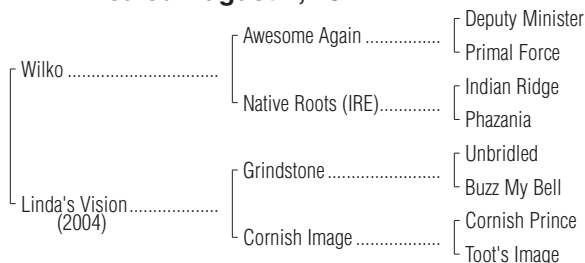 Deputy Minister
Awesome Again
Primal Force
Wilko
Indian Ridge
Native Roots (IRE)
Phazania
Unbridled
Grindstone
Buzz My Bell
Linda's Vision
(2004)
Cornish Prince
Cornish Image
Toot's Image